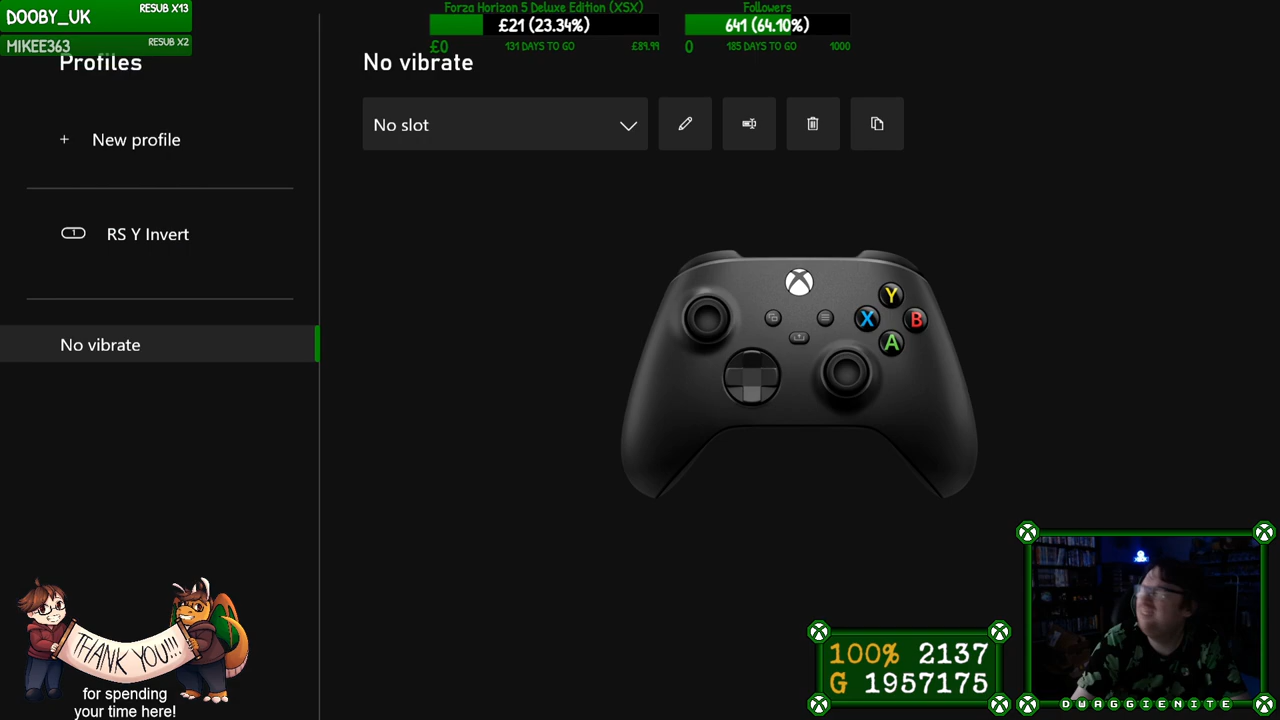 DOOBY_UK RESUB X13
MIKEE363 RESUB X2
Forza Horizon 5 Deluxe Edition (XSX)
£21 (23.34%)
£0 131 DAYS TO GO £89.99
Followers
641 (64.10%)
0 185 DAYS TO GO 1000
Profiles
+ New profile
1 RS Y Invert
No vibrate
No vibrate
No slot
Y
X B
A
THANK YOU!!!
for spending
your time here!
100% 2137
G 1957175
DWAGGIENITE